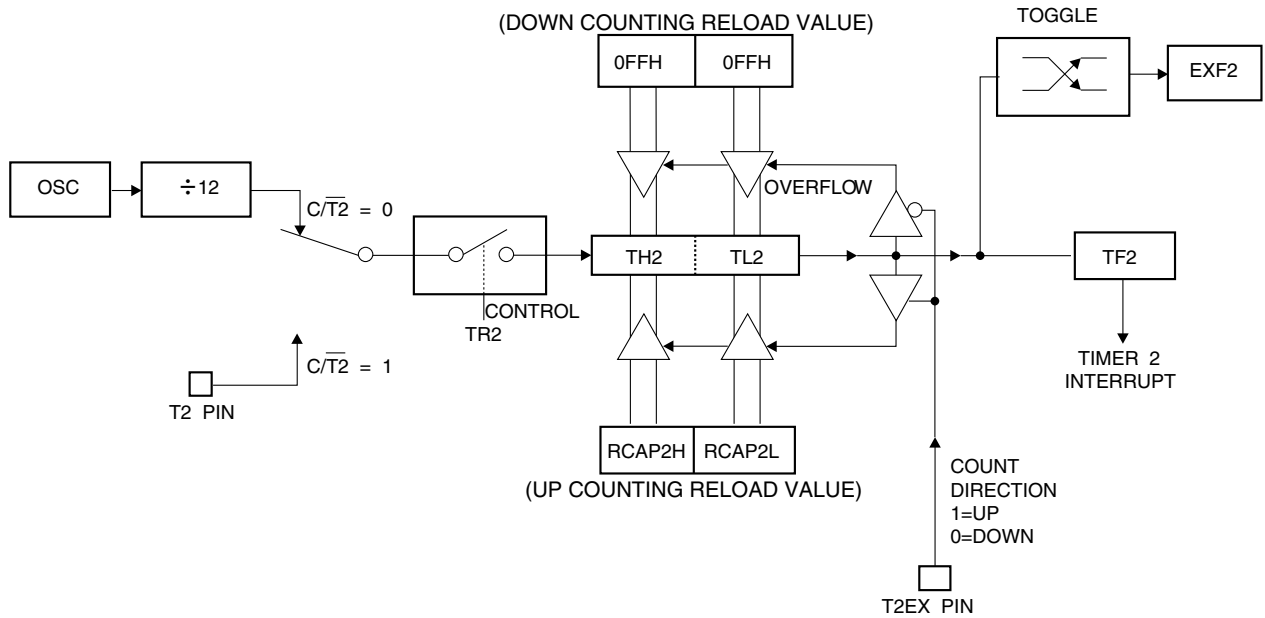 (DOWN COUNTING RELOAD VALUE)
TOGGLE
0FFH 0FFH
EXF2
OSC
÷12
OVERFLOW
C/T2̅ = 0
TH2 TL2
TF2
CONTROL
TR2
C/T2̅ = 1
TIMER 2
INTERRUPT
T2 PIN
RCAP2H RCAP2L
(UP COUNTING RELOAD VALUE)
COUNT
DIRECTION
1=UP
0=DOWN
T2EX PIN